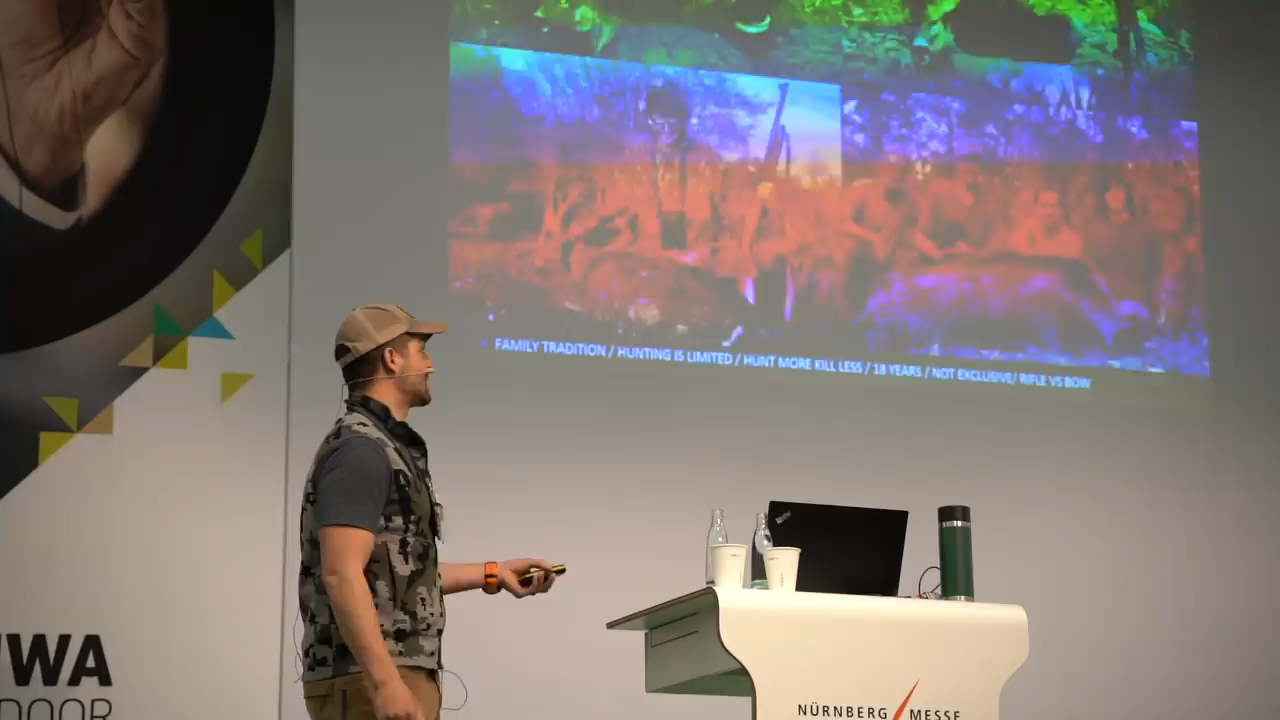 FAMILY TRADITION / HUNTING IS LIMITED / HUNT MORE KILL LESS / 18 YEARS / NOT EXCLUSIVE/ RIFLE VS BOW
WA
DOOR
NÜRNBERG MESSE